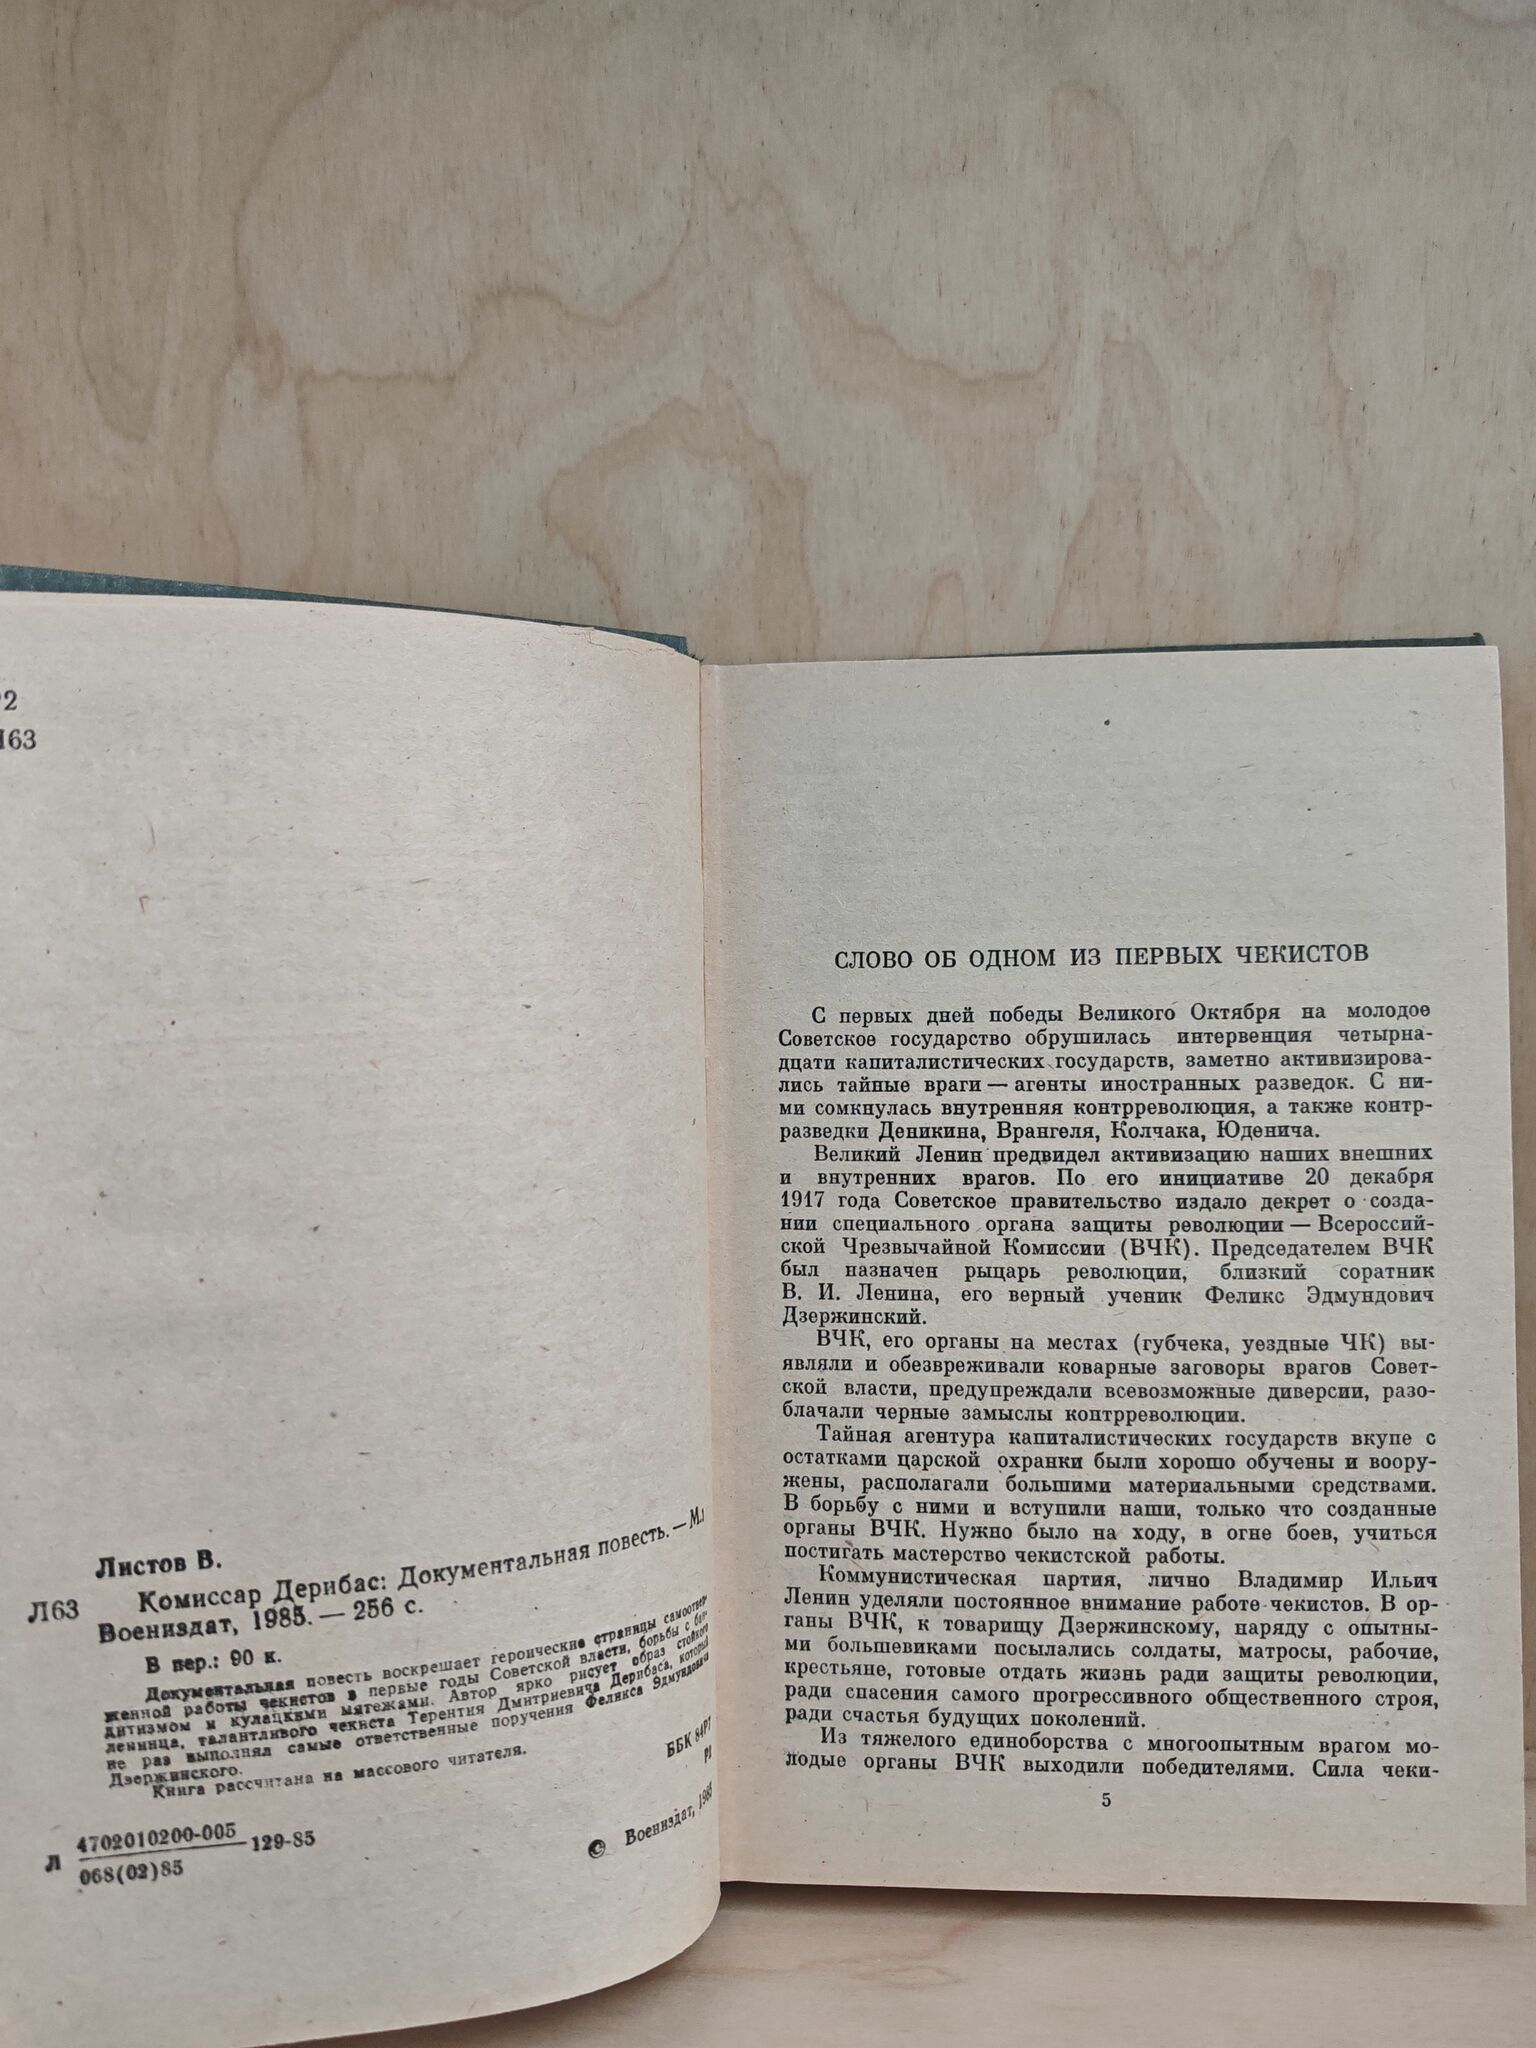 63
Листов В.
Л63 Комиссар Дерибас: Документальная повесть. — М.:
Воениздат, 1985. — 256 с.
В пер.: 90 к.
Документальная повесть воскрешает героические страницы самоотвер-
женной работы чекистов в первые годы Советской власти, борьбы с бан-
дитизмом и кулацкими мятежами. Автор ярко рисует образ стойкого
ленинца, талантливого чекиста Терентия Дмитриевича Дерибаса, который
не раз выполнял самые ответственные поручения Феликса Эдмундовича
Дзержинского.
Книга рассчитана на массового читателя.
Л 4702010200-005 129-85
068(02)85
ББК 84Р7
Р2
© Воениздат, 1985
СЛОВО ОБ ОДНОМ ИЗ ПЕРВЫХ ЧЕКИСТОВ
С первых дней победы Великого Октября на молодое
Советское государство обрушилась интервенция четырна-
дцати капиталистических государств, заметно активизирова-
лись тайные враги — агенты иностранных разведок. С ни-
ми сомкнулась внутренняя контрреволюция, а также контр-
разведки Деникина, Врангеля, Колчака, Юденича.
Великий Ленин предвидел активизацию наших внешних
и внутренних врагов. По его инициативе 20 декабря
1917 года Советское правительство издало декрет о созда-
нии специального органа защиты революции — Всероссий-
ской Чрезвычайной Комиссии (ВЧК). Председателем ВЧК
был назначен рыцарь революции, близкий соратник
В. И. Ленина, его верный ученик Феликс Эдмундович
Дзержинский.
ВЧК, его органы на местах (губчека, уездные ЧК) вы-
являли и обезвреживали коварные заговоры врагов Совет-
ской власти, предупреждали всевозможные диверсии, разо-
блачали черные замыслы контрреволюции.
Тайная агентура капиталистических государств вкупе с
остатками царской охранки были хорошо обучены и воору-
жены, располагали большими материальными средствами.
В борьбу с ними и вступили наши, только что созданные
органы ВЧК. Нужно было на ходу, в огне боев, учиться
постигать мастерство чекистской работы.
Коммунистическая партия, лично Владимир Ильич
Ленин уделяли постоянное внимание работе чекистов. В ор-
ганы ВЧК, к товарищу Дзержинскому, наряду с опытны-
ми большевиками посылались солдаты, матросы, рабочие,
крестьяне, готовые отдать жизнь ради защиты революции,
ради спасения самого прогрессивного общественного строя,
ради счастья будущих поколений.
Из тяжелого единоборства с многоопытным врагом мо-
лодые органы ВЧК выходили победителями. Сила чеки-
5